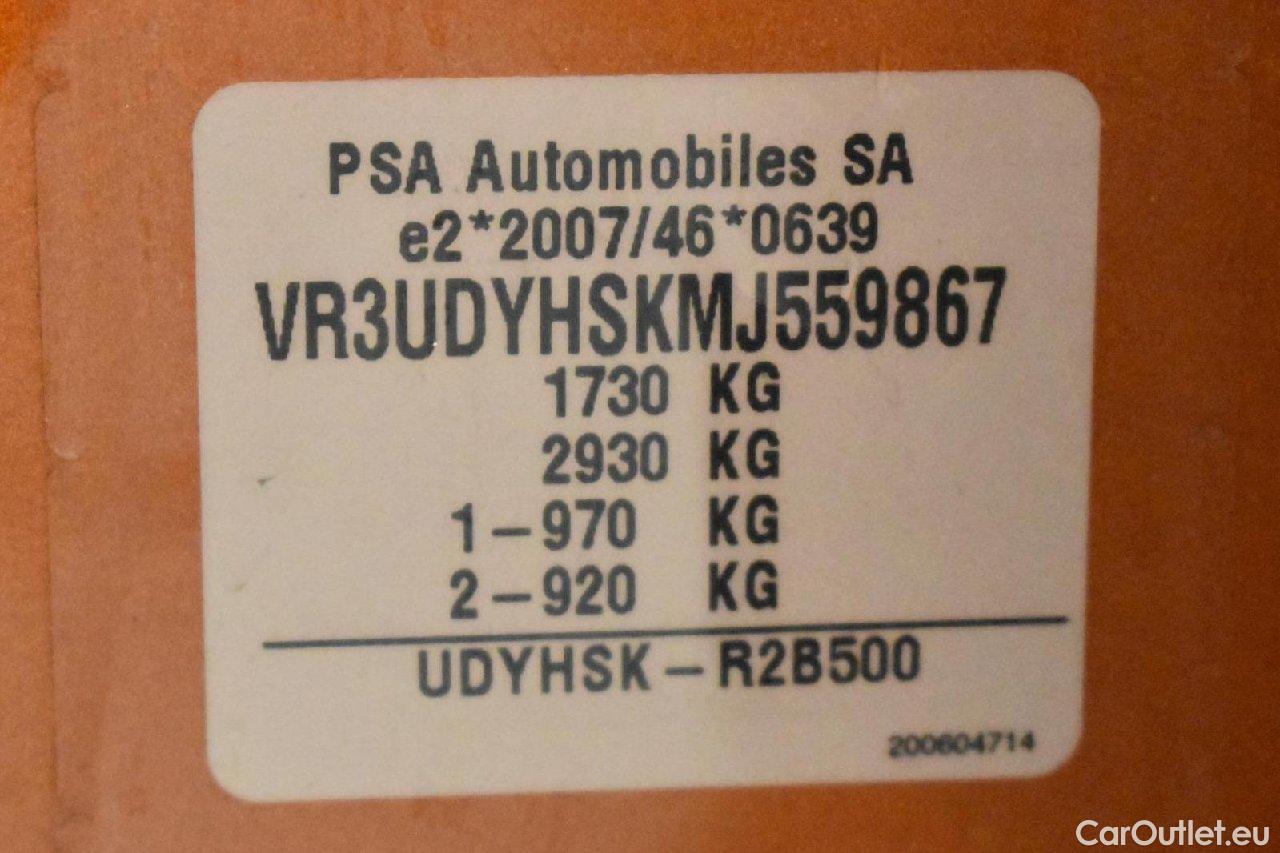 PSA Automobiles SA
e2*2007/46*0639
VR3UDYHSKMJ559867
1730 KG
2930 KG
1-970 KG
2-920 KG
UDYHSK-R2B500
200604714
CarOutlet.eu